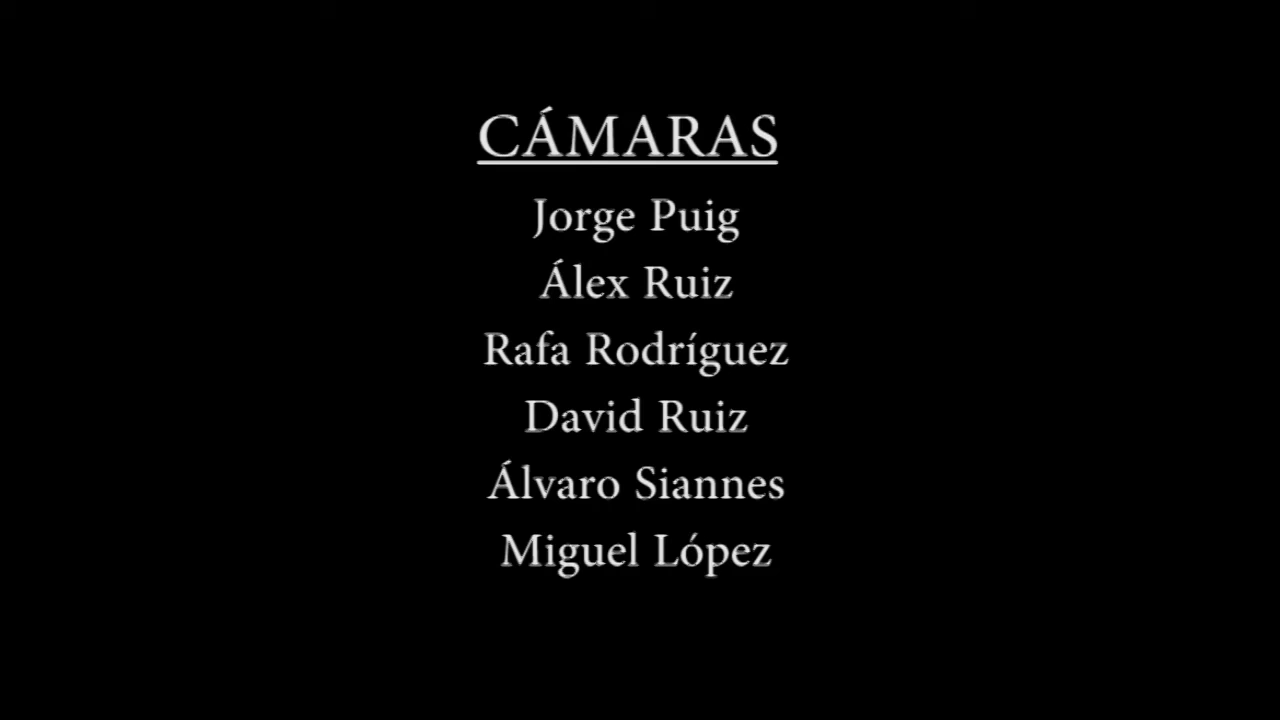 CÁMARAS
Jorge Puig
Álex Ruiz
Rafa Rodríguez
David Ruiz
Álvaro Siannes
Miguel López